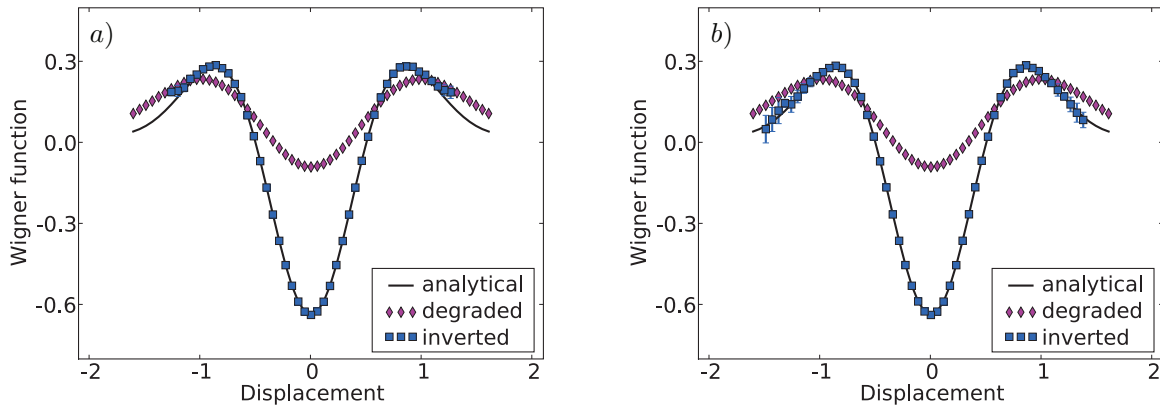 a)
0.3
0.0
-0.3
-0.6
Wigner function
analytical
degraded
inverted
-2 -1 0 1 2
Displacement
b)
0.3
0.0
-0.3
-0.6
Wigner function
analytical
degraded
inverted
-2 -1 0 1 2
Displacement